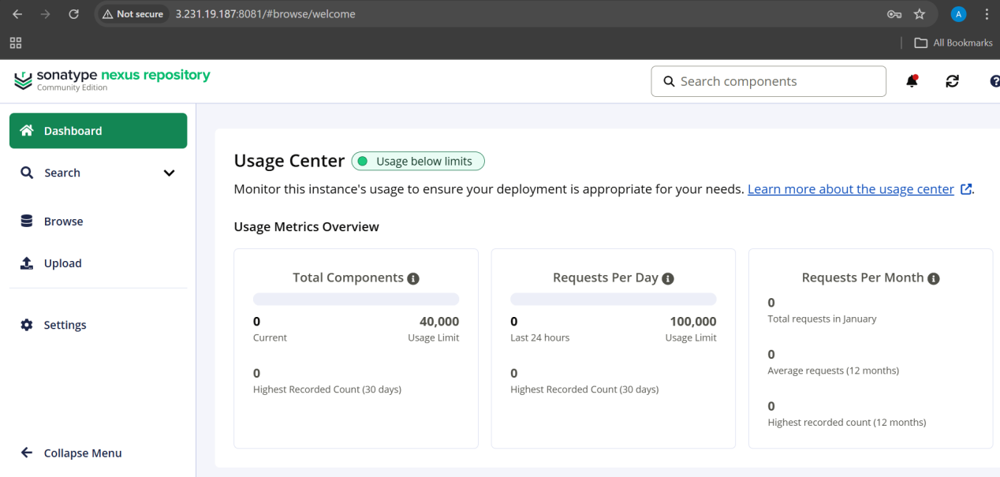 Not secure 3.231.19.187:8081/#browse/welcome A
All Bookmarks
sonatype nexus repository
Community Edition
Search components
?
Dashboard
Search
Browse
Upload
Settings
Collapse Menu
Usage Center Usage below limits
Monitor this instance's usage to ensure your deployment is appropriate for your needs. Learn more about the usage center.
Usage Metrics Overview
Total Components
0 40,000
Current Usage Limit
0
Highest Recorded Count (30 days)
Requests Per Day
0 100,000
Last 24 hours Usage Limit
0
Highest Recorded Count (30 days)
Requests Per Month
0
Total requests in January
0
Average requests (12 months)
0
Highest recorded count (12 months)